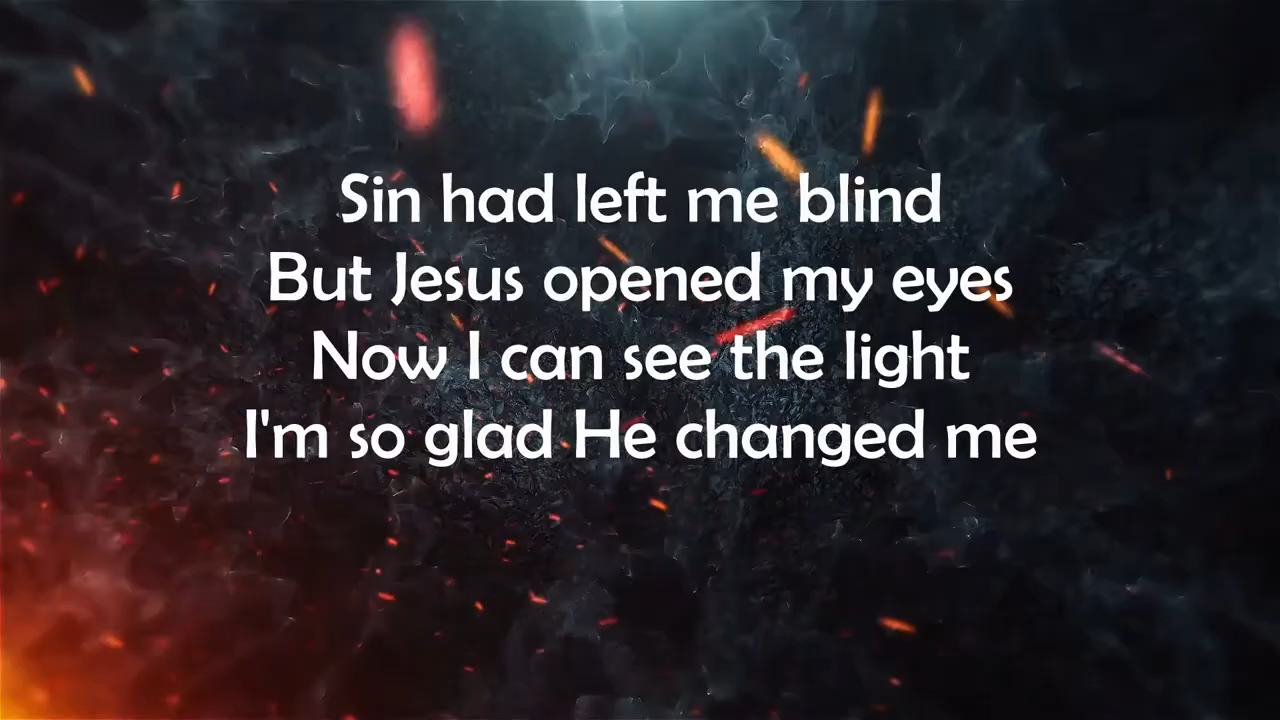 Sin had left me blind
But Jesus opened my eyes
Now I can see the light
I'm so glad He changed me